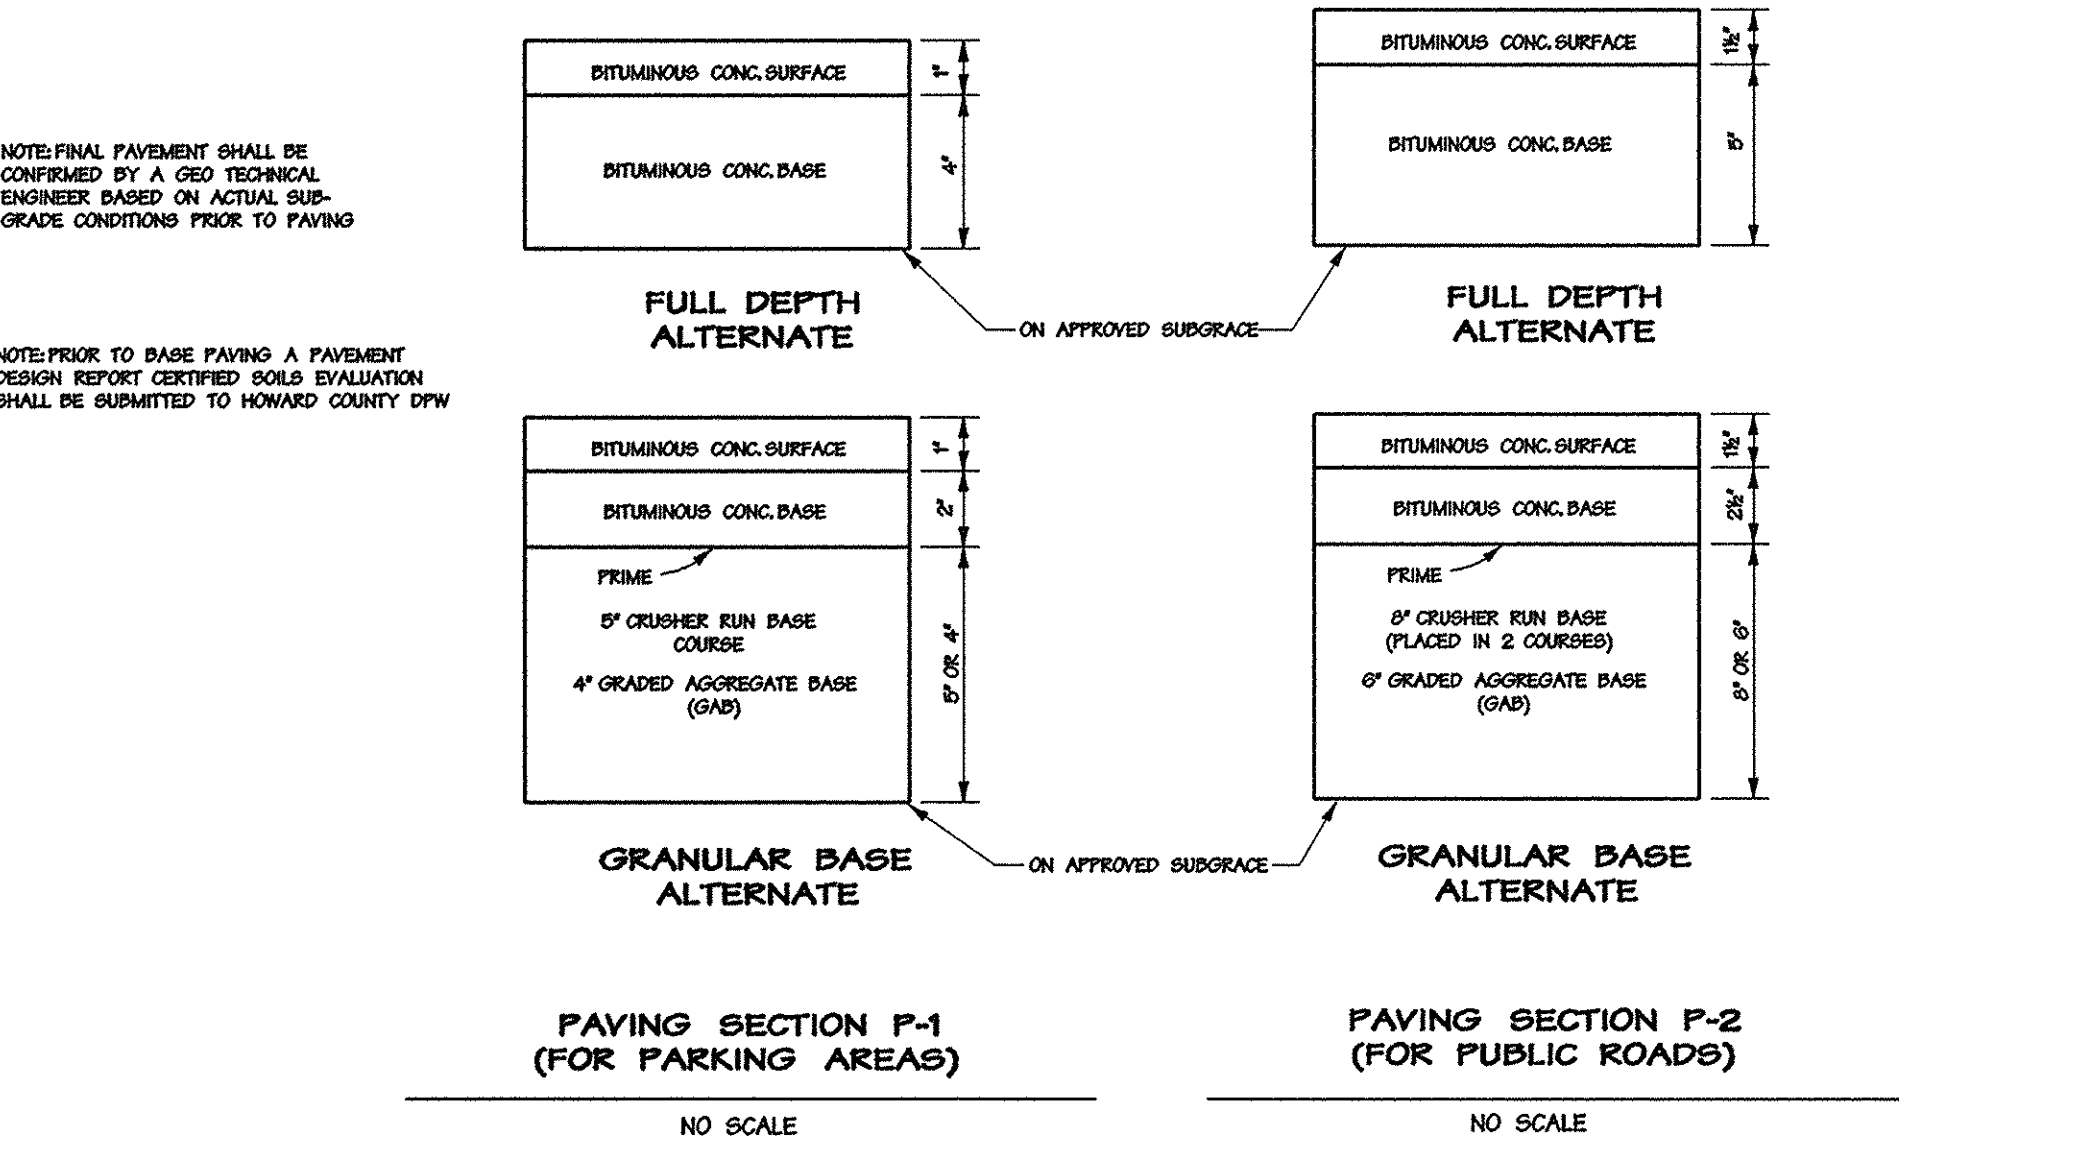 NOTE: FINAL PAVEMENT SHALL BE
CONFIRMED BY A GEO TECHNICAL
ENGINEER BASED ON ACTUAL SUB-
GRADE CONDITIONS PRIOR TO PAVING
NOTE: PRIOR TO BASE PAVING A PAVEMENT
DESIGN REPORT CERTIFIED SOILS EVALUATION
SHALL BE SUBMITTED TO HOWARD COUNTY DPW
BITUMINOUS CONC. SURFACE
1"
BITUMINOUS CONC. BASE
4"
FULL DEPTH
ALTERNATE
BITUMINOUS CONC. SURFACE
1½"
BITUMINOUS CONC. BASE
5"
FULL DEPTH
ALTERNATE
ON APPROVED SUBGRACE
BITUMINOUS CONC. SURFACE
1"
BITUMINOUS CONC. BASE
2"
PRIME
5" CRUSHER RUN BASE
COURSE
4" GRADED AGGREGATE BASE
(GAB)
5" OR 4"
GRANULAR BASE
ALTERNATE
BITUMINOUS CONC. SURFACE
1½"
BITUMINOUS CONC. BASE
2½"
PRIME
8" CRUSHER RUN BASE
(PLACED IN 2 COURSES)
6" GRADED AGGREGATE BASE
(GAB)
8" OR 6"
GRANULAR BASE
ALTERNATE
ON APPROVED SUBGRACE
PAVING SECTION P-1
(FOR PARKING AREAS)
NO SCALE
PAVING SECTION P-2
(FOR PUBLIC ROADS)
NO SCALE